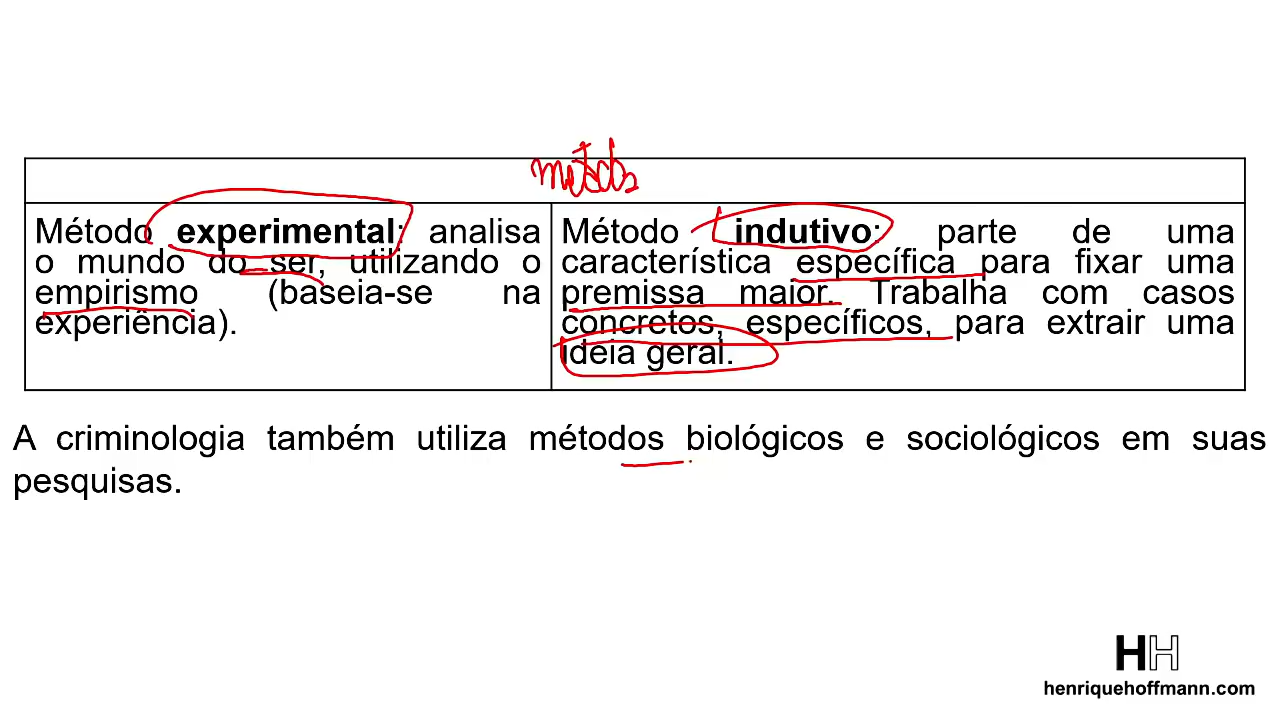 métodos
Método experimental: analisa
o mundo do ser, utilizando o
empirismo (baseia-se na
experiência).
Método indutivo: parte de uma
característica específica para fixar uma
premissa maior. Trabalha com casos
concretos, específicos, para extrair uma
ideia geral.
A criminologia também utiliza métodos biológicos e sociológicos em suas
pesquisas.
HH
henriquehoffmann.com